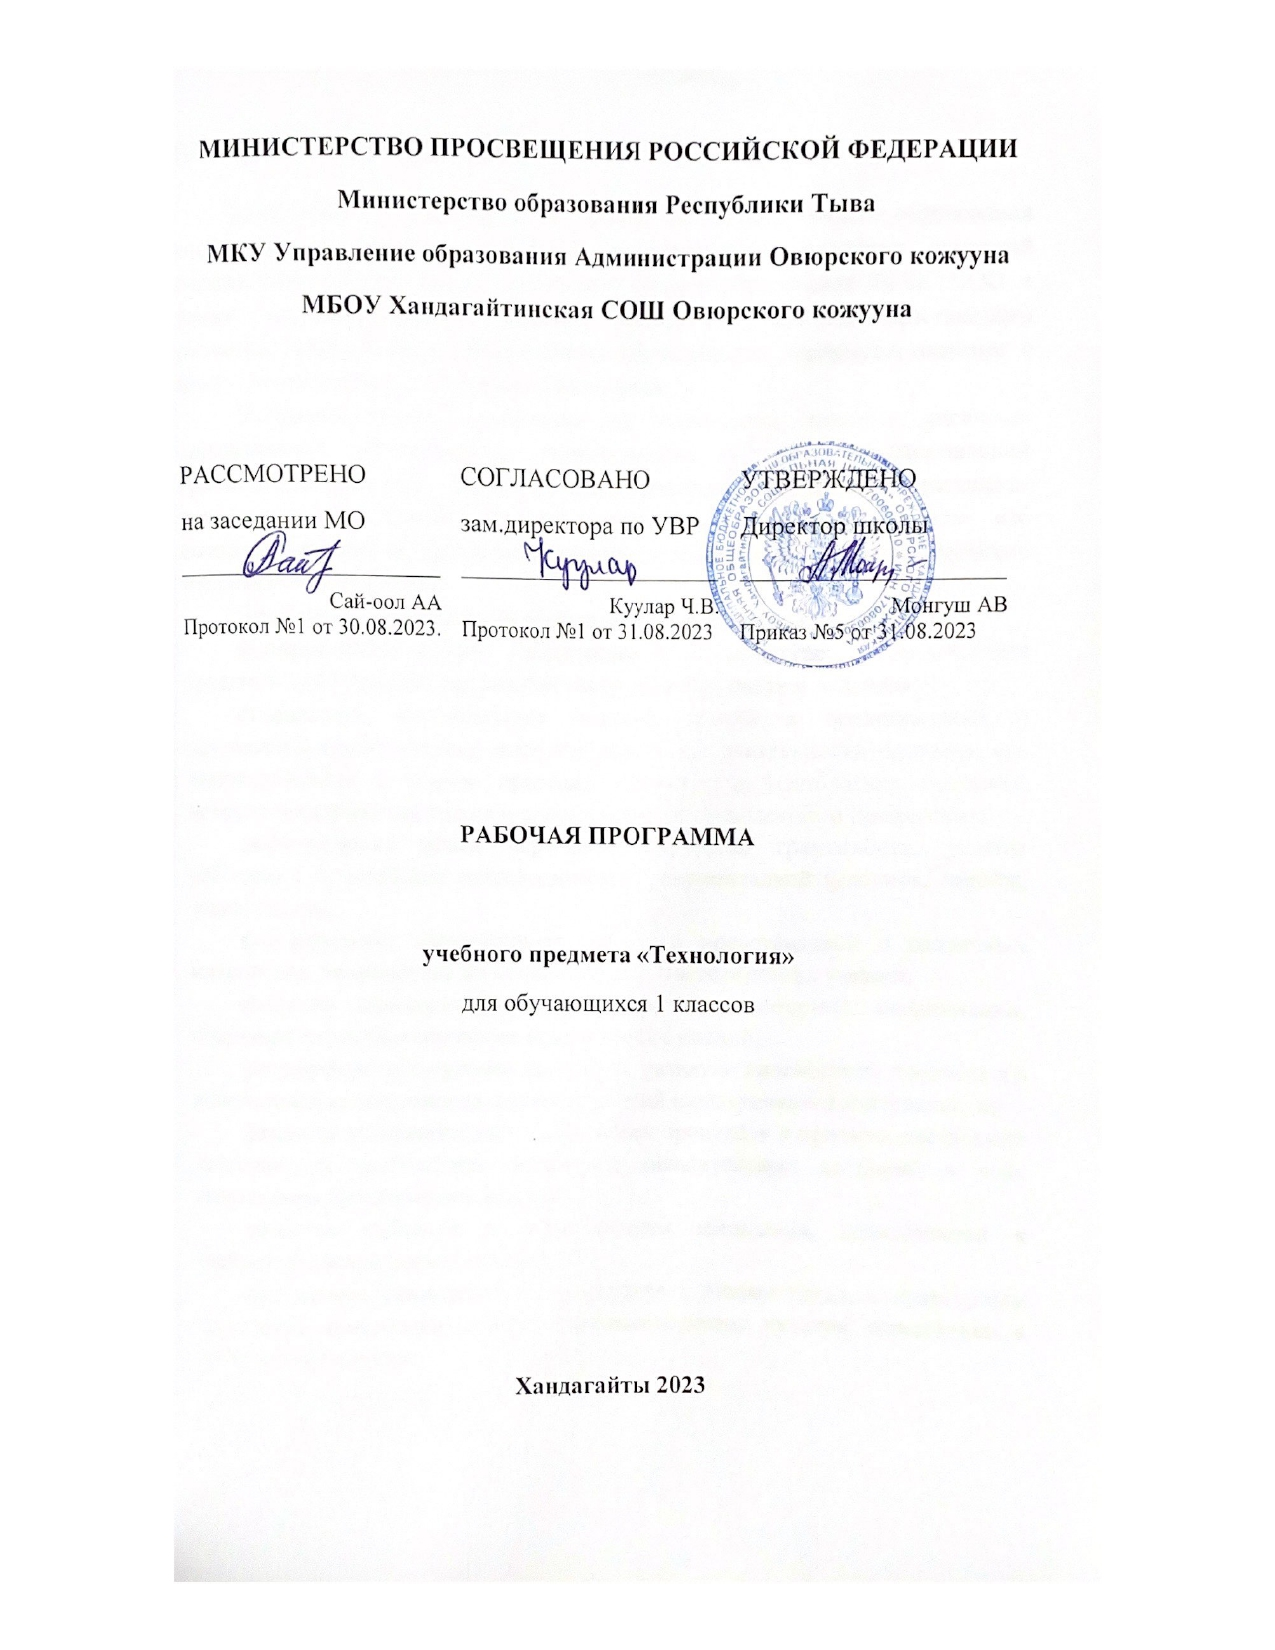 МИНИСТЕРСТВО ПРОСВЕЩЕНИЯ РОССИЙСКОЙ ФЕДЕРАЦИИ
Министерство образования Республики Тыва
МКУ Управление образования Администрации Овюрского кожууна
МБОУ Хандагайтинская СОШ Овюрского кожууна
РАССМОТРЕНО
на заседании МО
Сай-оол АА
Протокол №1 от 30.08.2023.
СОГЛАСОВАНО
зам.директора по УВР
Куулар
Куулар Ч.В.
Протокол №1 от 31.08.2023
УТВЕРЖДЕНО
Директор школы
Монгуш АВ
Приказ №5 от 31.08.2023
РАБОЧАЯ ПРОГРАММА
учебного предмета «Технология»
для обучающихся 1 классов
Хандагайты 2023